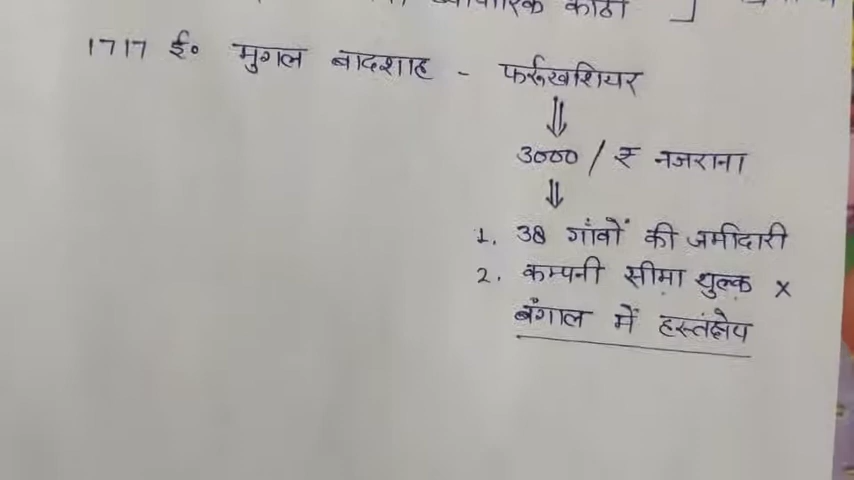 व्यापारिक कोठी ]
1717 ई० मुगल बादशाह - फर्रूखशियर
⇓
3000 / ₹ नजराना
⇓
1. 38 गांवों की जमीदारी
2. कम्पनी सीमा शुल्क ×
बंगाल में हस्तक्षेप